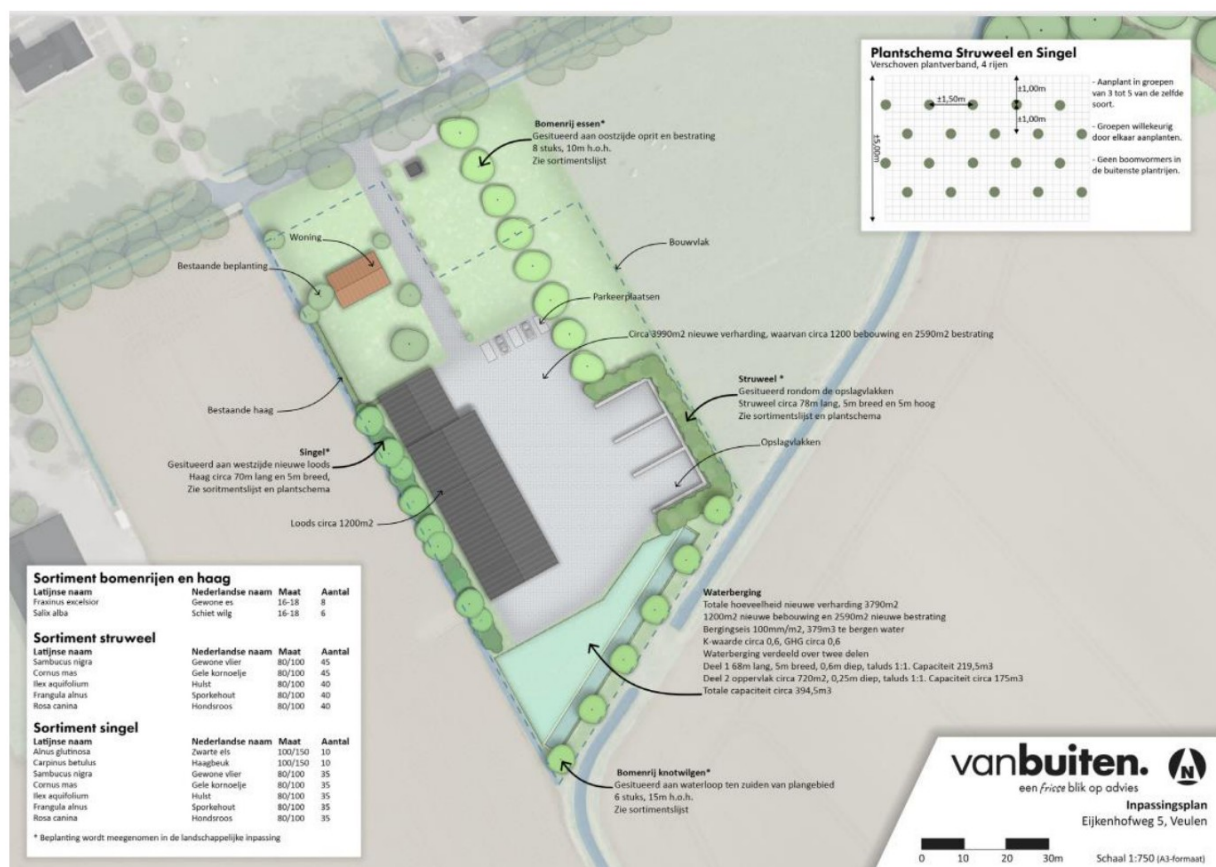 Plantschema Struweel en Singel
Verschoven plantverband, 4 rijen
±5,00m
±1,50m
±1,00m
±1,00m
- Aanplant in groepen
van 3 tot 5 van de zelfde
soort.
- Groepen willekeurig
door elkaar aanplanten.
- Geen boomvormers in
de buitenste plantrijen.
Bomenrij essen*
Gesitueerd aan oostzijde oprit en bestrating
8 stuks, 10m h.o.h.
Zie sortimentslijst
Woning
Bestaande beplanting
Bouwvlak
Parkeerplaatsen
Circa 3990m2 nieuwe verharding, waarvan circa 1200 bebouwing en 2590m2 bestrating
Struweel *
Gesitueerd rondom de opslagvlakken
Struweel circa 78m lang, 5m breed en 5m hoog
Zie sortimentslijst en plantschema
Bestaande haag
Opslagvlakken
Singel*
Gesitueerd aan westzijde nieuwe loods
Haag circa 70m lang en 5m breed,
Zie soritmentslijst en plantschema
Loods circa 1200m2
Sortiment bomenrijen en haag
Latijnse naam Nederlandse naam Maat Aantal
Fraxinus excelsior Gewone es 16-18 8
Salix alba Schiet wilg 16-18 6
Sortiment struweel
Latijnse naam Nederlandse naam Maat Aantal
Sambucus nigra Gewone vlier 80/100 45
Cornus mas Gele kornoelje 80/100 45
Ilex aquifolium Hulst 80/100 40
Frangula alnus Sporkehout 80/100 40
Rosa canina Hondsroos 80/100 40
Sortiment singel
Latijnse naam Nederlandse naam Maat Aantal
Alnus glutinosa Zwarte els 100/150 10
Carpinus betulus Haagbeuk 100/150 10
Sambucus nigra Gewone vlier 80/100 35
Cornus mas Gele kornoelje 80/100 35
Ilex aquifolium Hulst 80/100 35
Frangula alnus Sporkehout 80/100 35
Rosa canina Hondsroos 80/100 35
* Beplanting wordt meegenomen in de landschappelijke inpassing
Waterberging
Totale hoeveelheid nieuwe verharding 3790m2
1200m2 nieuwe bebouwing en 2590m2 nieuwe bestrating
Bergingseis 100mm/m2, 379m3 te bergen water
K-waarde circa 0,6, GHG circa 0,6
Waterberging verdeeld over twee delen
Deel 1 68m lang, 5m breed, 0,6m diep, taluds 1:1. Capaciteit 219,5m3
Deel 2 oppervlak circa 720m2, 0,25m diep, taluds 1:1. Capaciteit circa 175m3
Totale capaciteit circa 394,5m3
Bomenrij knotwilgen*
Gesitueerd aan waterloop ten zuiden van plangebied
6 stuks, 15m h.o.h.
Zie sortimentslijst
vanbuiten.
een frisse blik op advies
N
Inpassingsplan
Eijkenhofweg 5, Veulen
0 10 20 30m
Schaal 1:750 (A3-formaat)